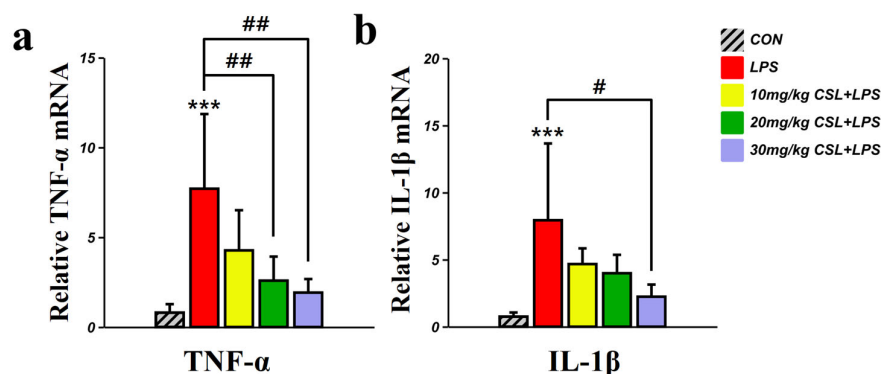 a
Relative TNF-α mRNA
15
10
5
0
##
##
***
TNF-α
b
Relative IL-1β mRNA
20
15
10
5
0
#
***
IL-1β
CON
LPS
10mg/kg CSL+LPS
20mg/kg CSL+LPS
30mg/kg CSL+LPS